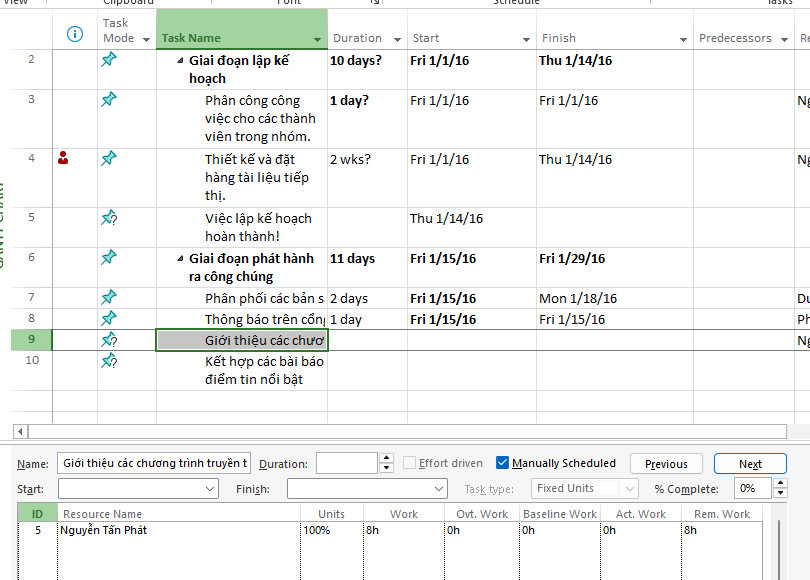 View Clipboard Font Schedule Tasks
Task
Mode Task Name Duration Start Finish Predecessors
2 Giai đoạn lập kế 10 days? Fri 1/1/16 Thu 1/14/16
hoạch
3 Phân công công 1 day? Fri 1/1/16 Fri 1/1/16
việc cho các thành
viên trong nhóm.
4 Thiết kế và đặt 2 wks? Fri 1/1/16 Thu 1/14/16
hàng tài liệu tiếp
thị.
5 Việc lập kế hoạch Thu 1/14/16
hoàn thành!
6 Giai đoạn phát hành 11 days Fri 1/15/16 Fri 1/29/16
ra công chúng
7 Phân phối các bản 2 days Fri 1/15/16 Mon 1/18/16
8 Thông báo trên cổng 1 day Fri 1/15/16 Fri 1/15/16
9 Giới thiệu các chươ
10 Kết hợp các bài báo
điểm tin nổi bật
Name: Giới thiệu các chương trình truyền t Duration: Effort driven Manually Scheduled Previous Next
Start: Finish: Task type: Fixed Units % Complete: 0%
ID Resource Name Units Work Ovt. Work Baseline Work Act. Work Rem. Work
5 Nguyễn Tấn Phát 100% 8h 0h 0h 0h 8h